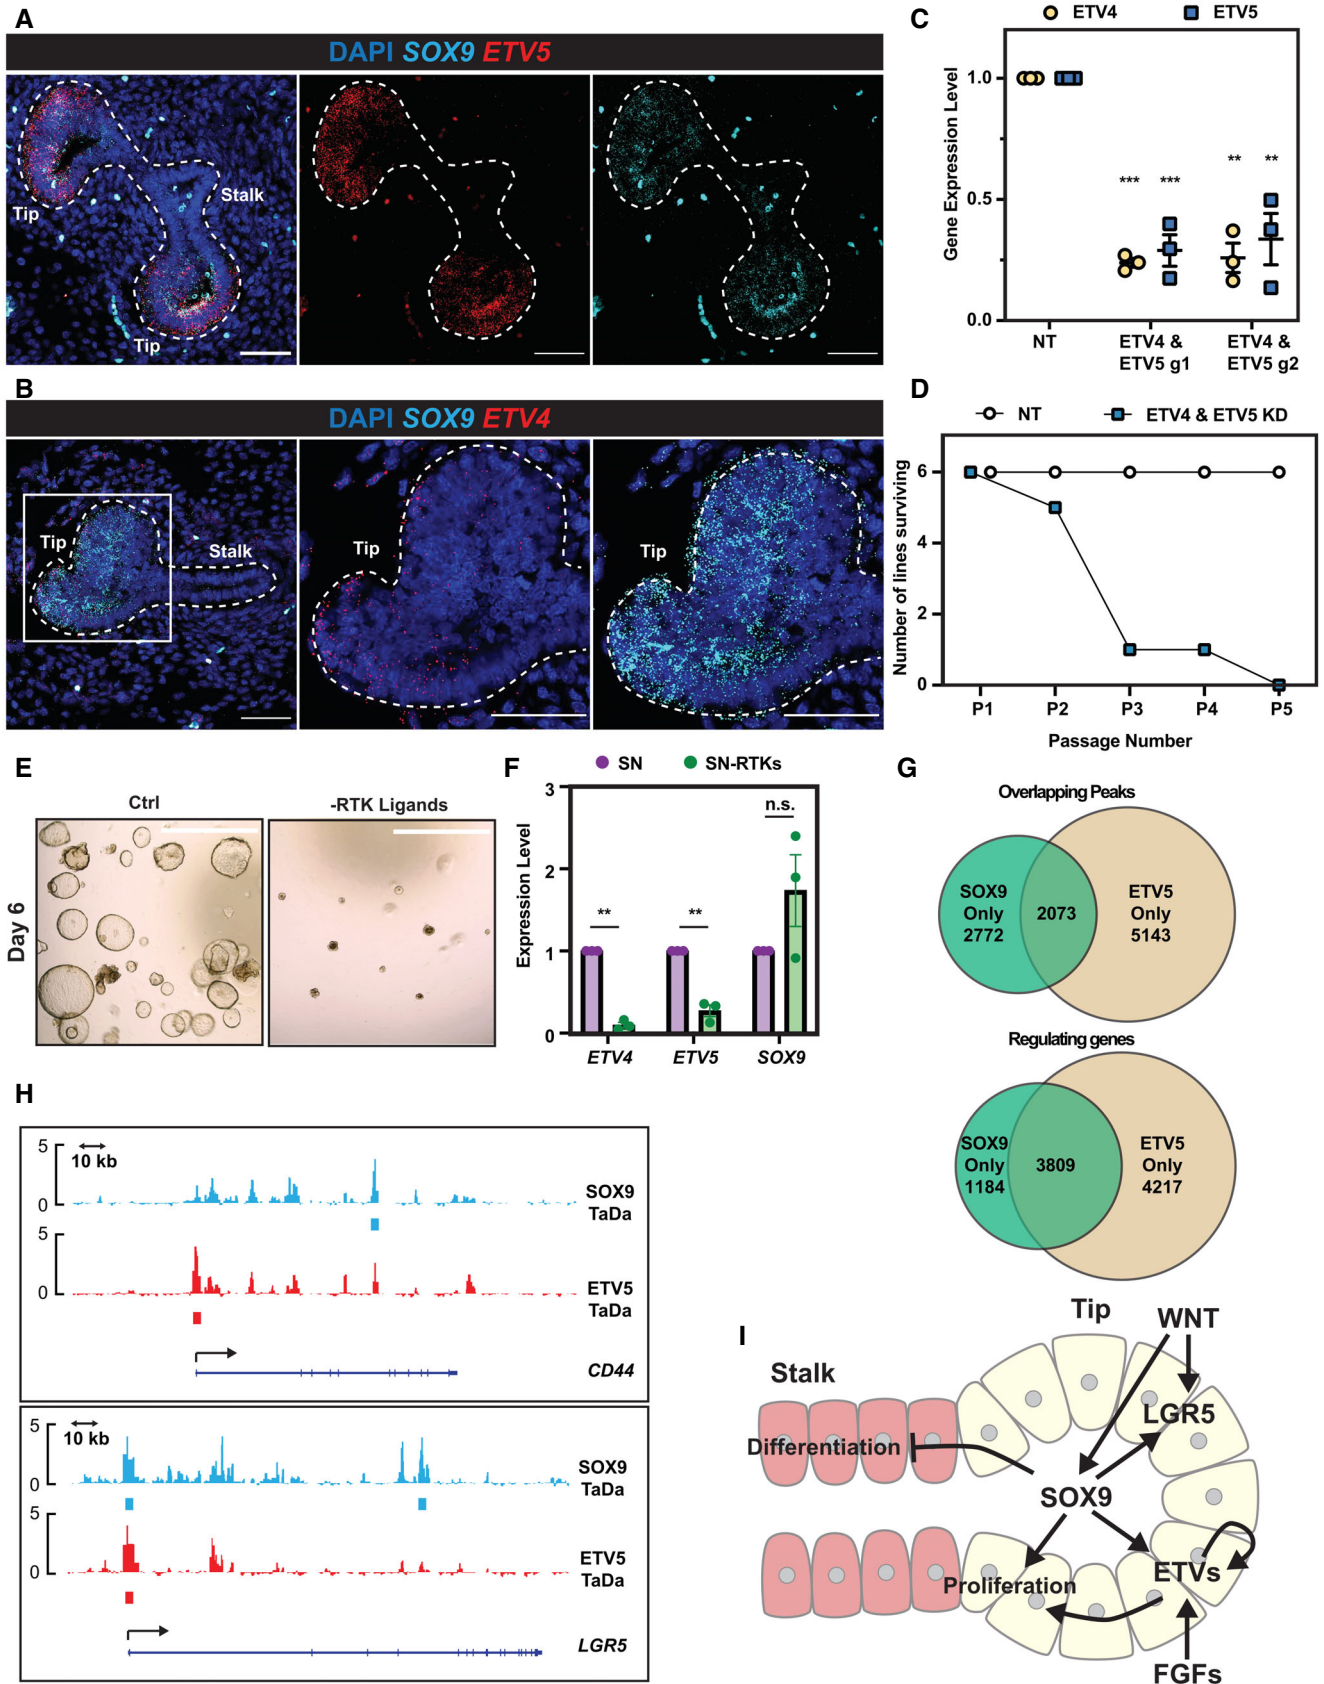 A
DAPI SOX9 ETV5
Tip
Stalk
Tip
B
DAPI SOX9 ETV4
Tip
Stalk
Tip
Tip
C
ETV4 ETV5
Gene Expression Level
1.0
0.5
0.0
*** *** ** **
NT
ETV4 &
ETV5 g1
ETV4 &
ETV5 g2
D
NT ETV4 & ETV5 KD
Number of lines surviving
6
4
2
0
P1 P2 P3 P4 P5
Passage Number
E
Ctrl
-RTK Ligands
Day 6
F
SN SN-RTKs
Expression Level
3
2
1
0
** ** n.s.
ETV4 ETV5 SOX9
G
Overlapping Peaks
SOX9
Only
2772
2073
ETV5
Only
5143
Regulating genes
SOX9
Only
1184
3809
ETV5
Only
4217
H
5
0
10 kb
SOX9
TaDa
5
0
ETV5
TaDa
CD44
5
0
10 kb
SOX9
TaDa
5
0
ETV5
TaDa
LGR5
I
Tip
WNT
Stalk
LGR5
Differentiation
SOX9
ETVs
Proliferation
FGFs